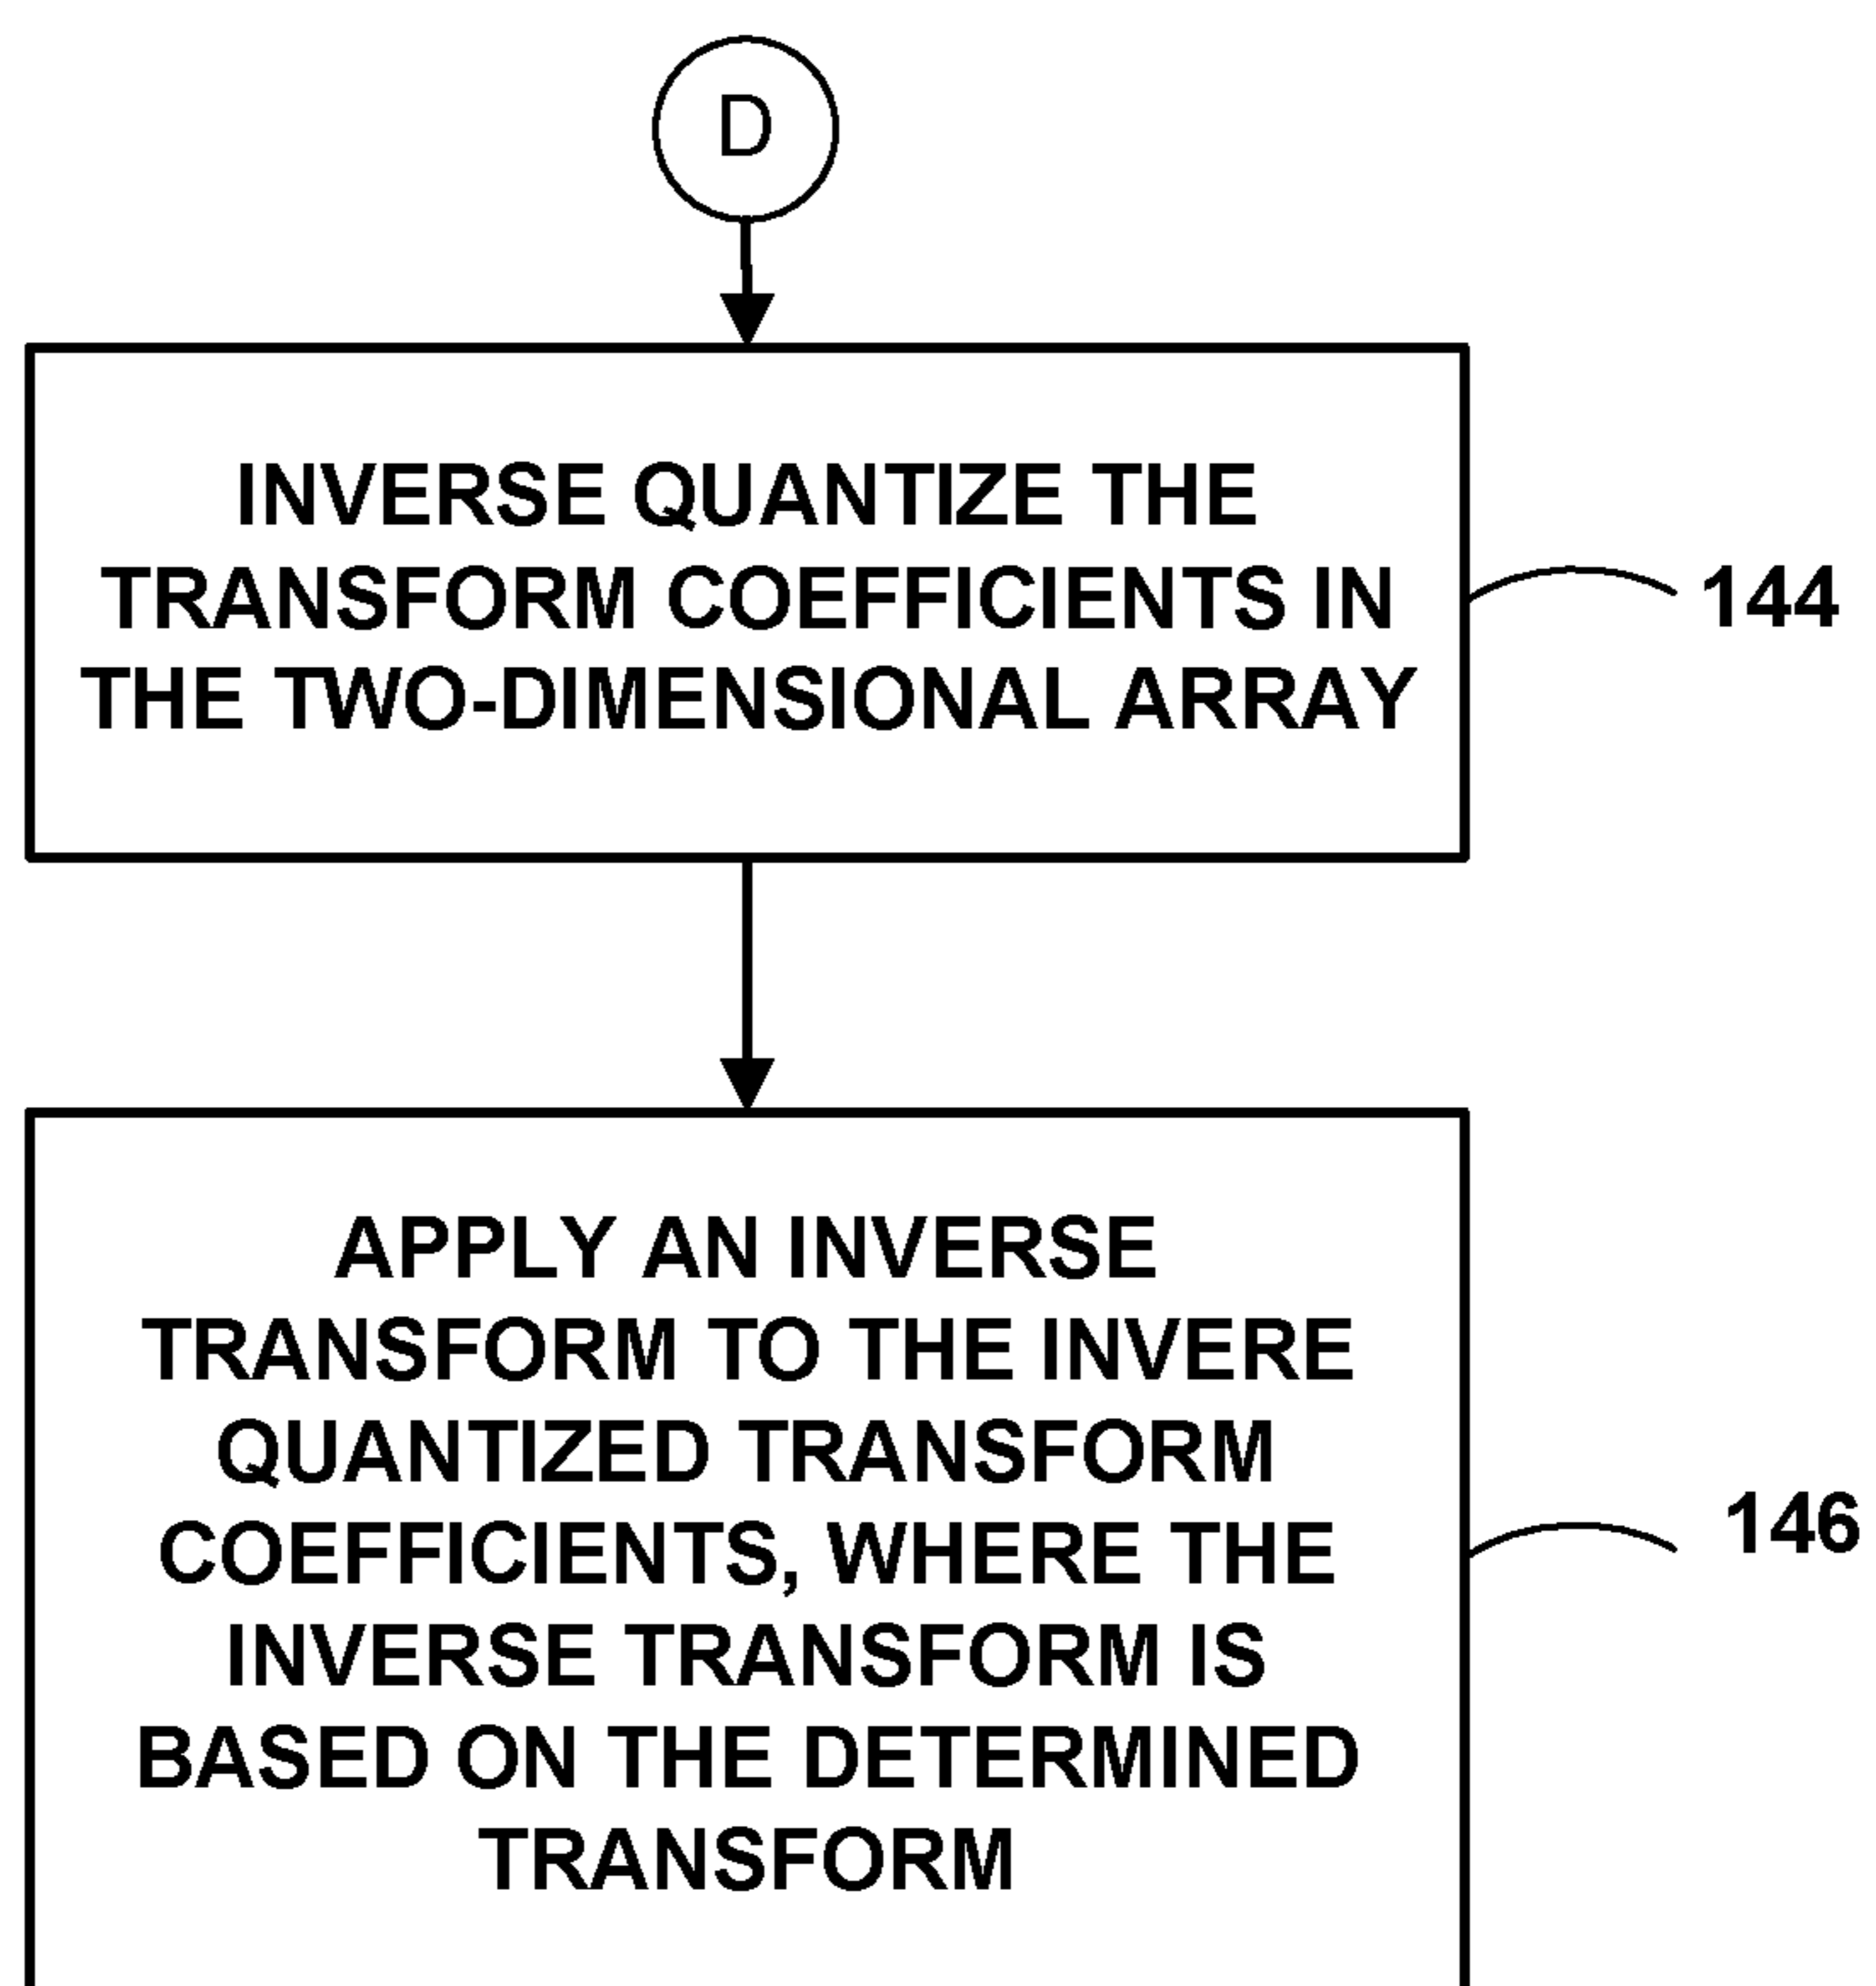 D
INVERSE QUANTIZE THE
TRANSFORM COEFFICIENTS IN
THE TWO-DIMENSIONAL ARRAY
144
APPLY AN INVERSE
TRANSFORM TO THE INVERE
QUANTIZED TRANSFORM
COEFFICIENTS, WHERE THE
INVERSE TRANSFORM IS
BASED ON THE DETERMINED
TRANSFORM
146